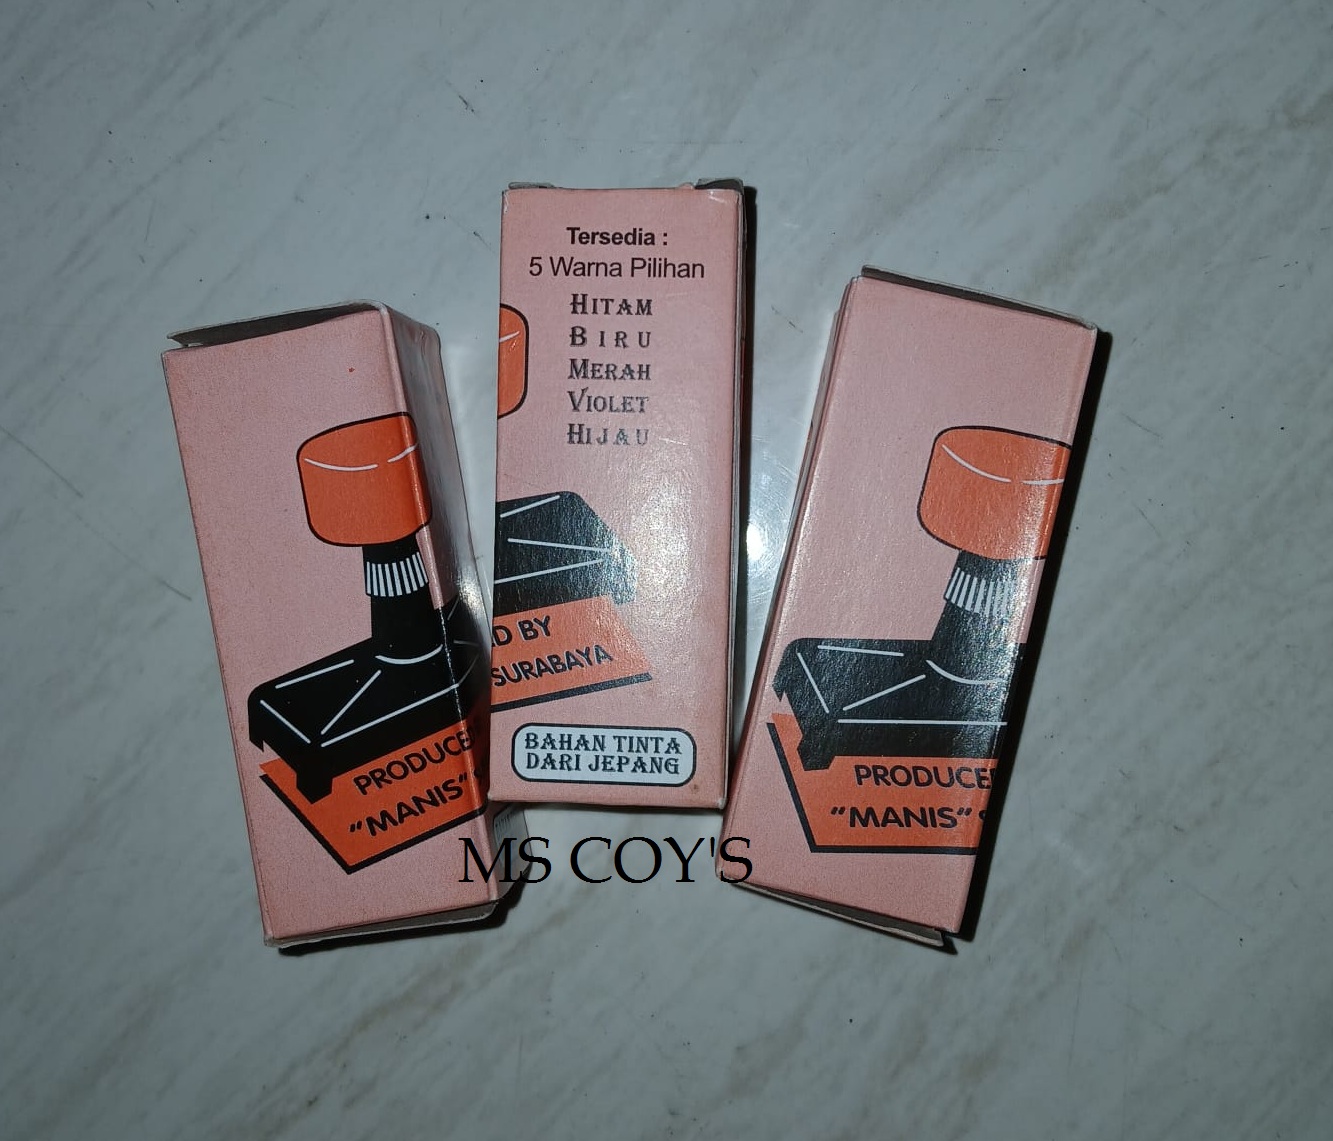 Tersedia :
5 Warna Pilihan
HITAM
BIRU
MERAH
VIOLET
HIJAU
BY
SURABAYA
BAHAN TINTA
DARI JEPANG
PRODUCE
"MANIS"
PRODUCE
"MANIS"
MS COY'S